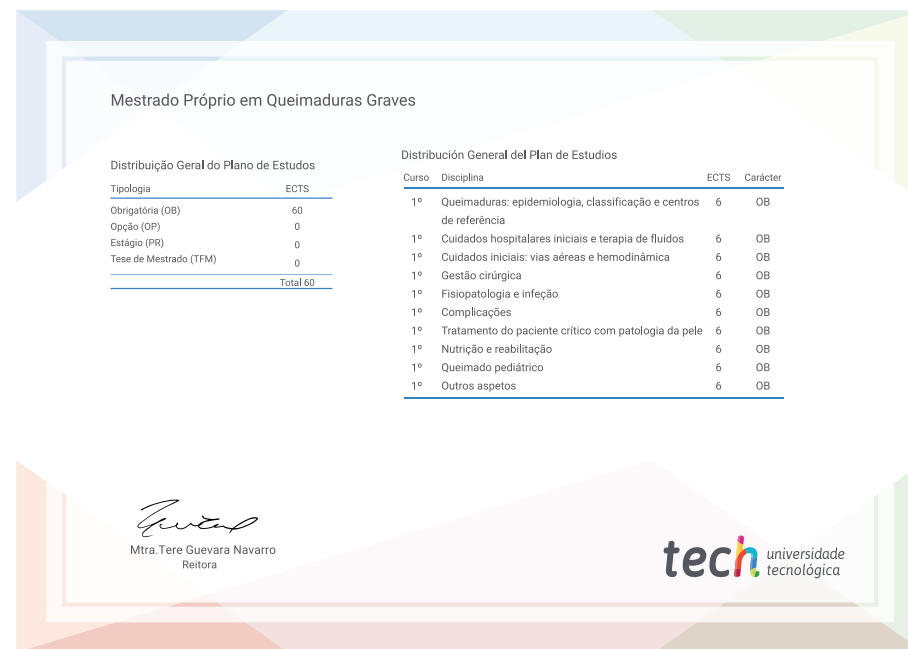 Mestrado Próprio em Queimaduras Graves
Distribuição Geral do Plano de Estudos
Tipologia ECTS
Obrigatória (OB) 60
Opção (OP) 0
Estágio (PR) 0
Tese de Mestrado (TFM) 0
Total 60
Distribución General del Plan de Estudios
Curso Disciplina ECTS Carácter
1º Queimaduras: epidemiologia, classificação e centros 6 OB
de referência
1º Cuidados hospitalares iniciais e terapia de fluidos 6 OB
1º Cuidados iniciais: vias aéreas e hemodinâmica 6 OB
1º Gestão cirúrgica 6 OB
1º Fisiopatologia e infeção 6 OB
1º Complicações 6 OB
1º Tratamento do paciente crítico com patologia da pele 6 OB
1º Nutrição e reabilitação 6 OB
1º Queimado pediátrico 6 OB
1º Outros aspetos 6 OB
Mtra.Tere Guevara Navarro
Reitora
tech universidade
tecnológica